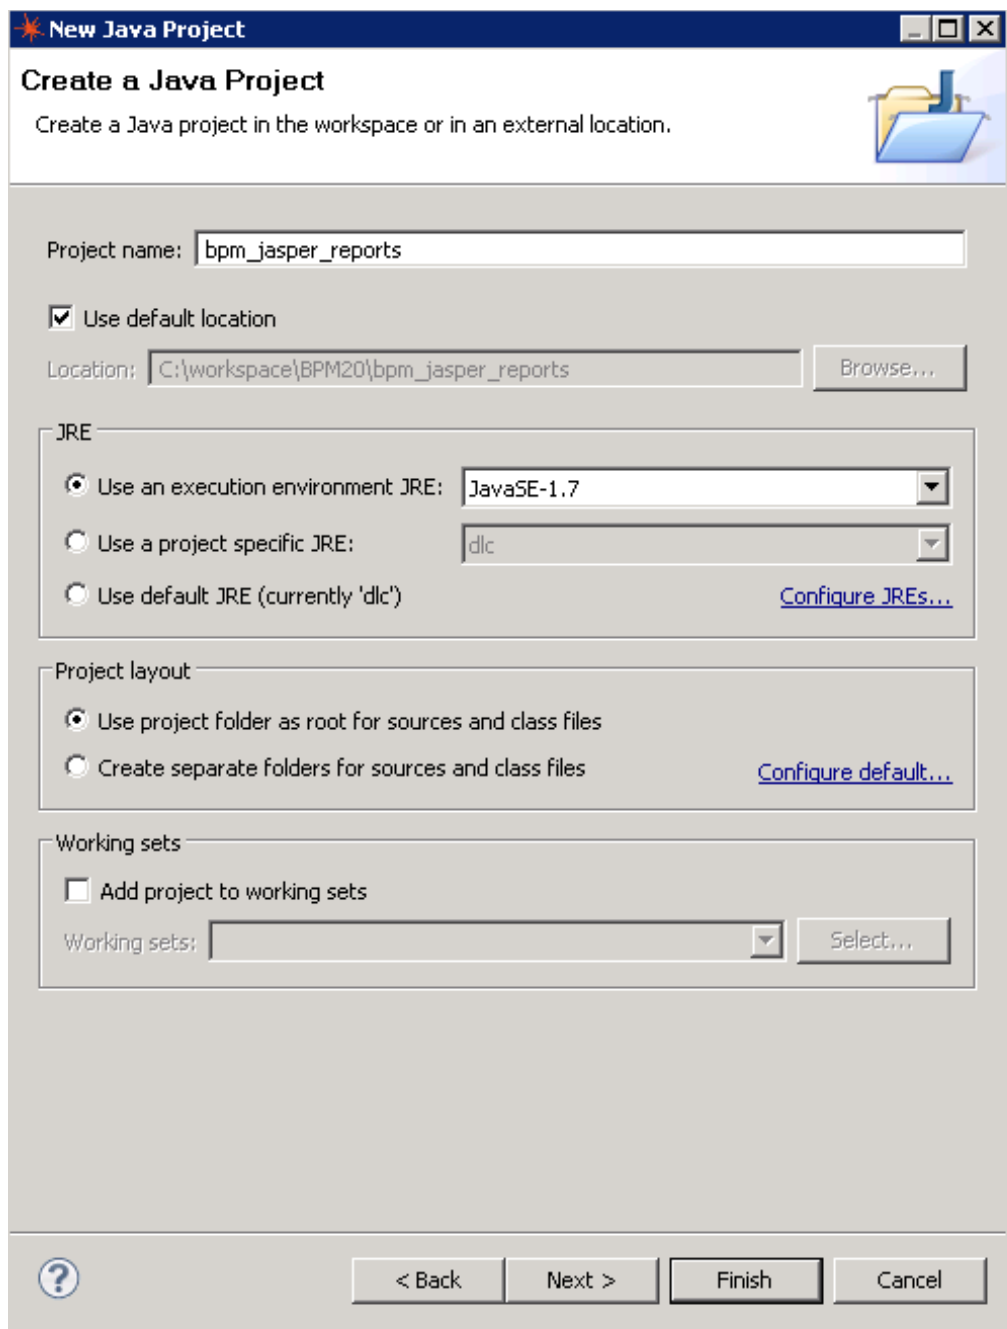 New Java Project
Create a Java Project
Create a Java project in the workspace or in an external location.
Project name: bpm_jasper_reports
Use default location
Location: C:\workspace\BPM20\bpm_jasper_reports Browse...
JRE
Use an execution environment JRE: JavaSE-1.7
Use a project specific JRE: dlc
Use default JRE (currently 'dlc') Configure JREs...
Project layout
Use project folder as root for sources and class files
Create separate folders for sources and class files Configure default...
Working sets
Add project to working sets
Working sets: Select...
? < Back Next > Finish Cancel